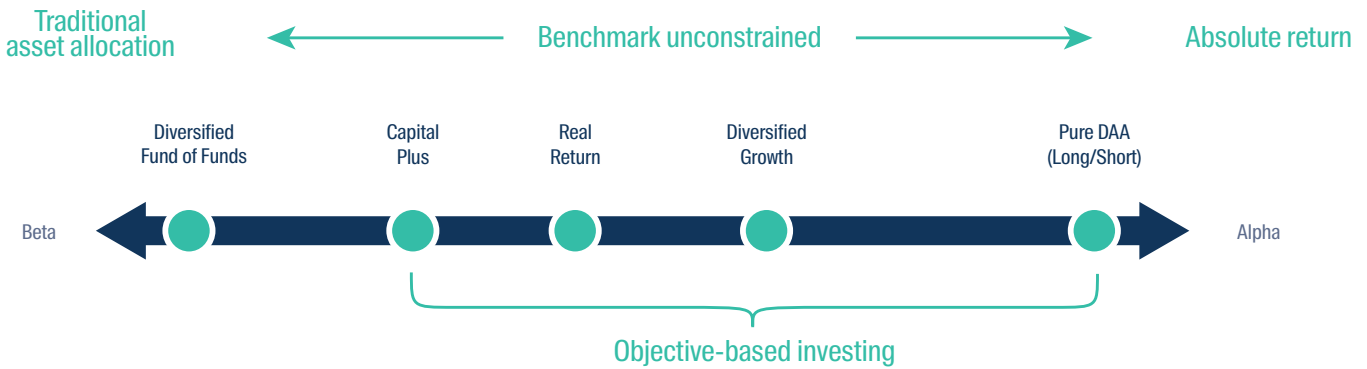 Traditional
asset allocation
Benchmark unconstrained
Absolute return
Diversified
Fund of Funds
Capital
Plus
Real
Return
Diversified
Growth
Pure DAA
(Long/Short)
Beta
Alpha
Objective-based investing